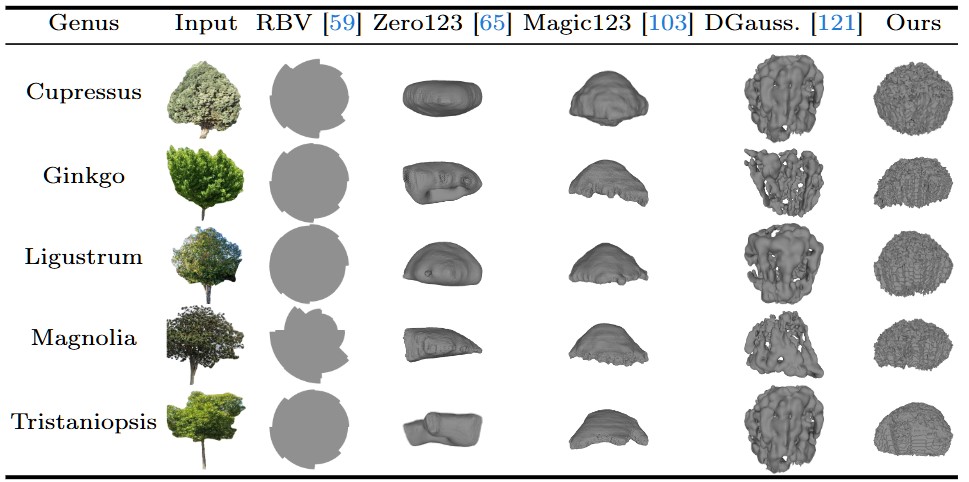 Genus Input RBV [59] Zero123 [65] Magic123 [103] DGauss. [121] Ours
Cupressus
Ginkgo
Ligustrum
Magnolia
Tristaniopsis